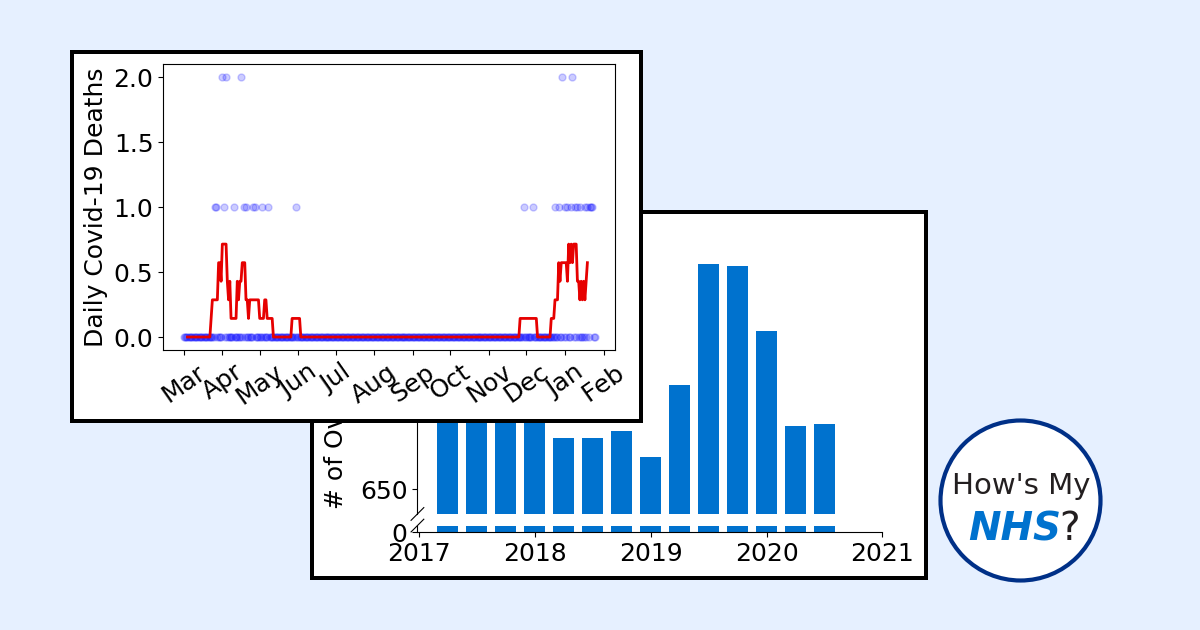 Daily Covid-19 Deaths
2.0
1.5
1.0
0.5
0.0
Mar Apr May Jun Jul Aug Sep Oct Nov Dec Jan Feb
# of
650
0
2017 2018 2019 2020 2021
How's My
NHS?